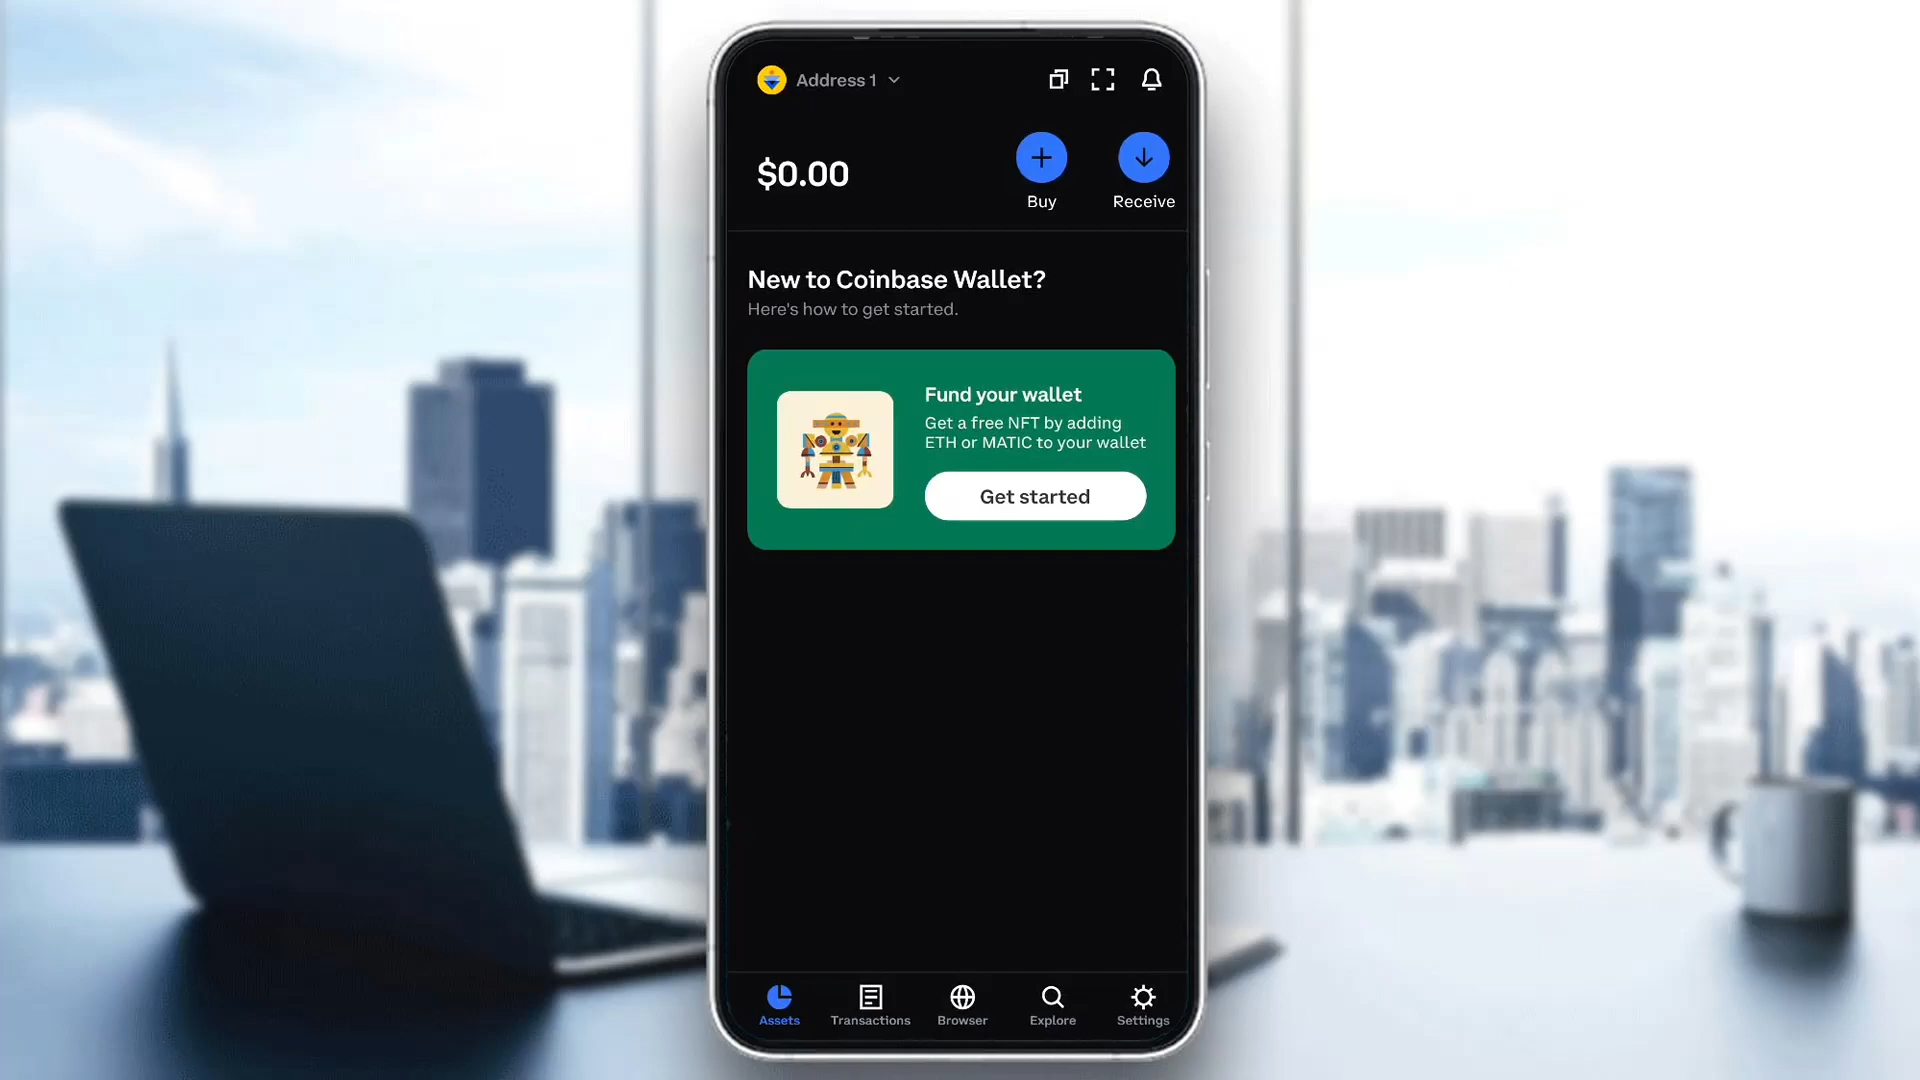 Address 1
$0.00
Buy
Receive
New to Coinbase Wallet?
Here's how to get started.
Fund your wallet
Get a free NFT by adding
ETH or MATIC to your wallet
Get started
Assets
Transactions
Browser
Explore
Settings